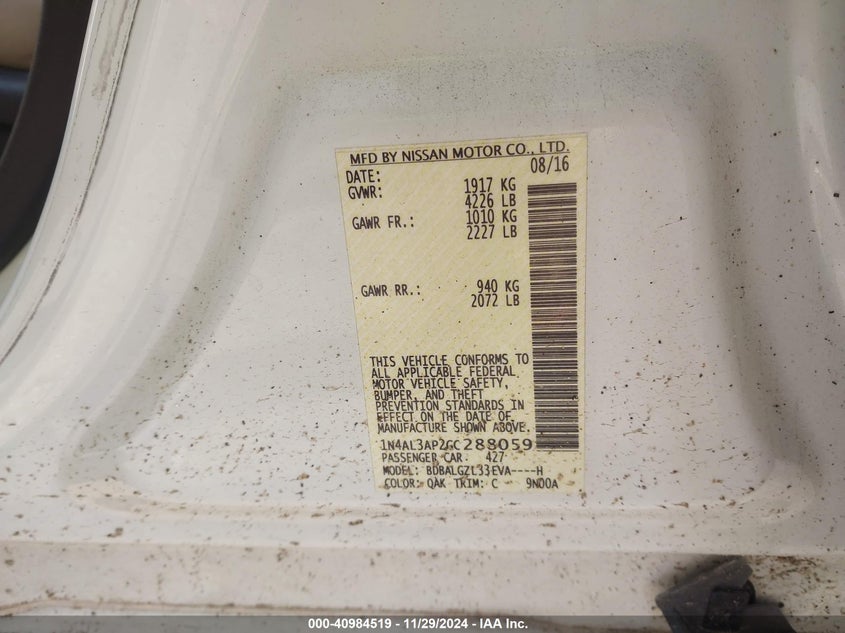 MFD BY NISSAN MOTOR CO., LTD.
DATE: 08/16
GVWR: 1917 KG
4226 LB
GAWR FR.: 1010 KG
2227 LB
GAWR RR.: 940 KG
2072 LB
THIS VEHICLE CONFORMS TO
ALL APPLICABLE FEDERAL
MOTOR VEHICLE SAFETY,
BUMPER, AND THEFT
PREVENTION STANDARDS IN
EFFECT ON THE DATE OF
MANUFACTURE SHOWN ABOVE.
1N4AL3AP2GC288059
PASSENGER CAR: 427
MODEL: BDBALGZL33EVA----H
COLOR: QAK TRIM: C 9N00A
000-40984519 - 11/29/2024 - IAA Inc.